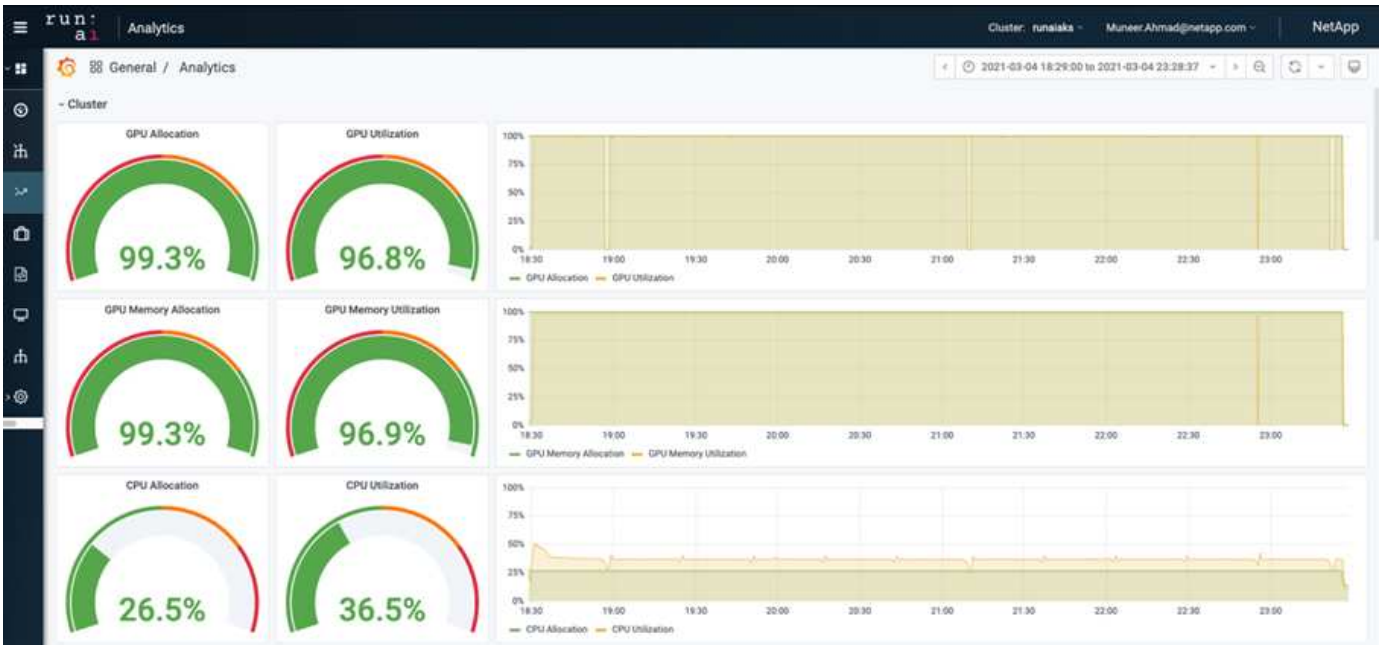 run: Analytics Cluster: runaiaka Muneer.Ahmad@netapp.com NetApp
ai
General / Analytics 2021-03-04 18:29:00 to 2021-03-04 23:28:37
Cluster
GPU Allocation GPU Utilization
99.3% 96.8%
100%
75%
50%
25%
0%
18:30 19:00 19:30 20:00 20:30 21:00 21:30 22:00 22:30 23:00
GPU Allocation GPU Utilization
GPU Memory Allocation GPU Memory Utilization
99.3% 96.9%
100%
75%
50%
25%
0%
18:30 19:00 19:30 20:00 20:30 21:00 21:30 22:00 22:30 23:00
GPU Memory Allocation GPU Memory Utilization
CPU Allocation CPU Utilization
26.5% 36.5%
100%
75%
50%
25%
0%
18:30 19:00 19:30 20:00 20:30 21:00 21:30 22:00 22:30 23:00
CPU Allocation CPU Utilization